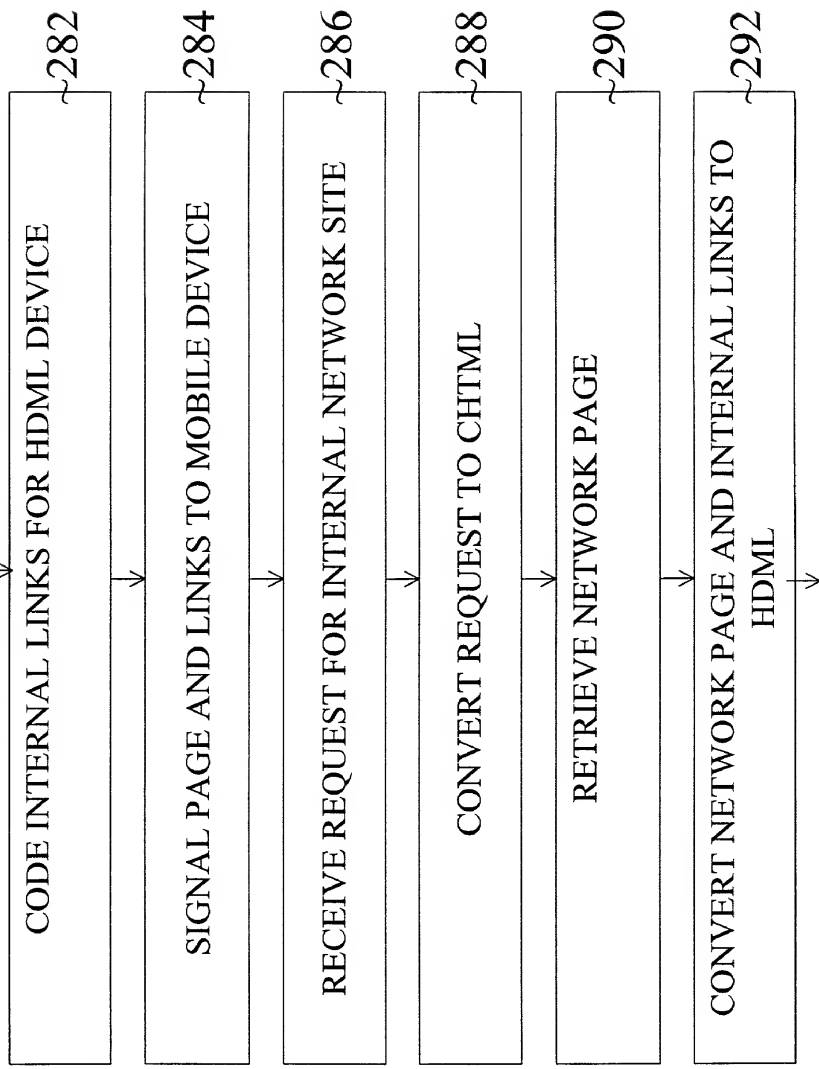 CODE INTERNAL LINKS FOR HDML DEVICE
~282
SIGNAL PAGE AND LINKS TO MOBILE DEVICE
~284
RECEIVE REQUEST FOR INTERNAL NETWORK SITE
~286
CONVERT REQUEST TO CHTML
~288
RETRIEVE NETWORK PAGE
~290
CONVERT NETWORK PAGE AND INTERNAL LINKS TO
HDML
~292